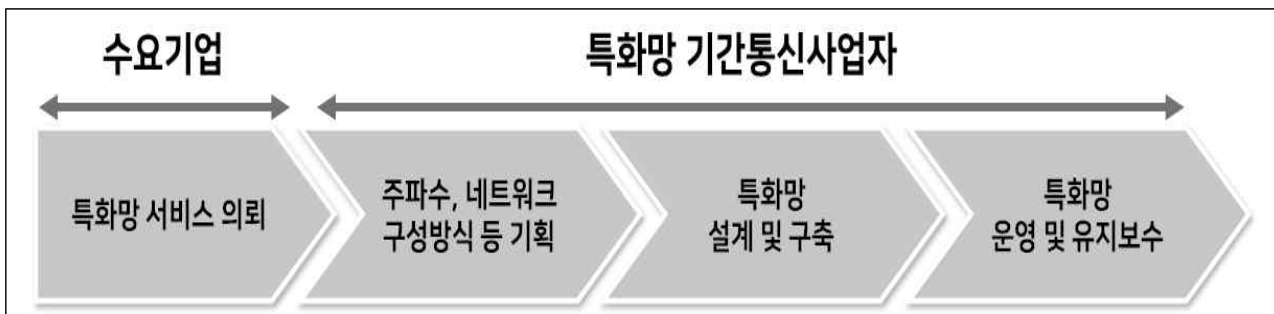 수요기업
특화망 기간통신사업자
특화망 서비스 의뢰
주파수, 네트워크
구성방식 등 기획
특화망
설계 및 구축
특화망
운영 및 유지보수